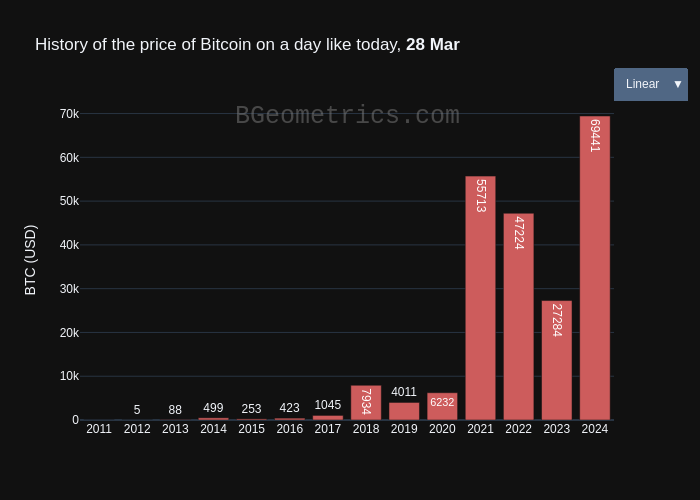 History of the price of Bitcoin on a day like today, 28 Mar
Linear ▼
BGeometrics.com
BTC (USD)
70k
60k
50k
40k
30k
20k
10k
0
5
88
499
253
423
1045
7934
4011
6232
55713
47224
27284
69441
2011 2012 2013 2014 2015 2016 2017 2018 2019 2020 2021 2022 2023 2024